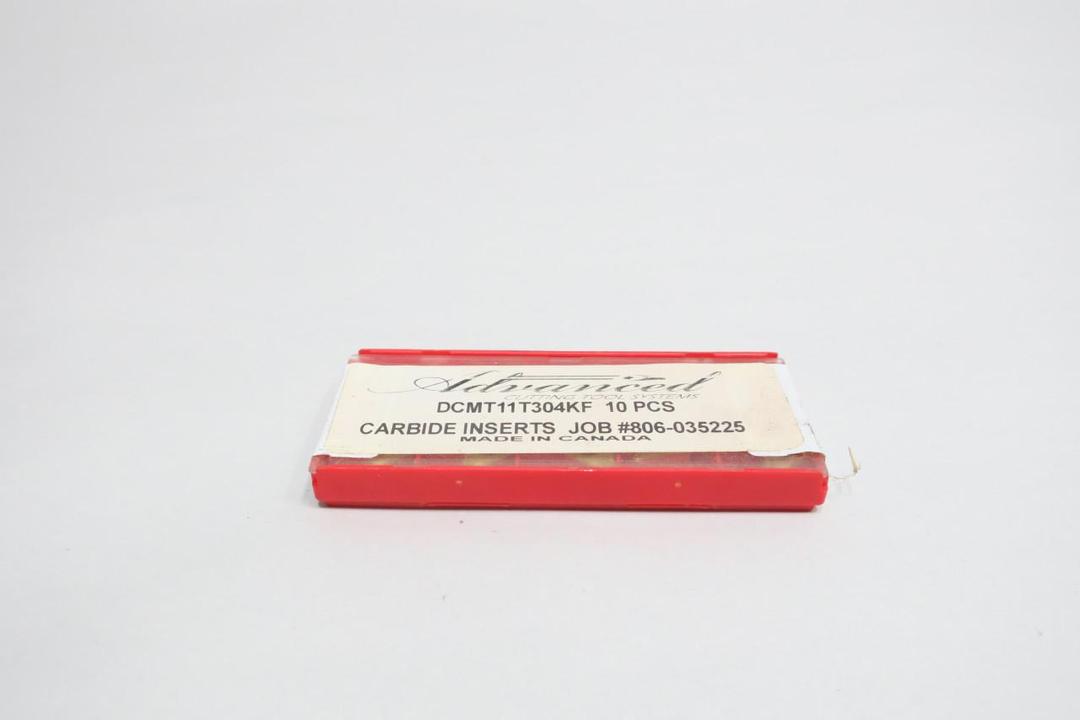 Advanced
CUTTING TOOL SYSTEMS
DCMT11T304KF 10 PCS
CARBIDE INSERTS JOB #806-035225
MADE IN CANADA